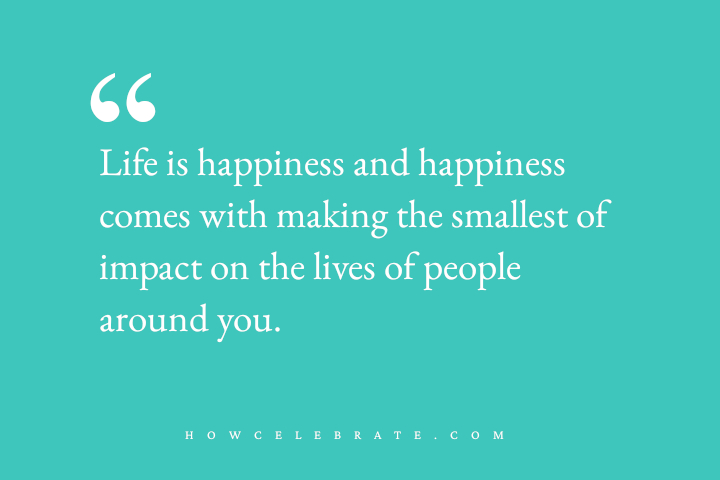 “
Life is happiness and happiness
comes with making the smallest of
impact on the lives of people
around you.
HOWCELEBRATE.COM